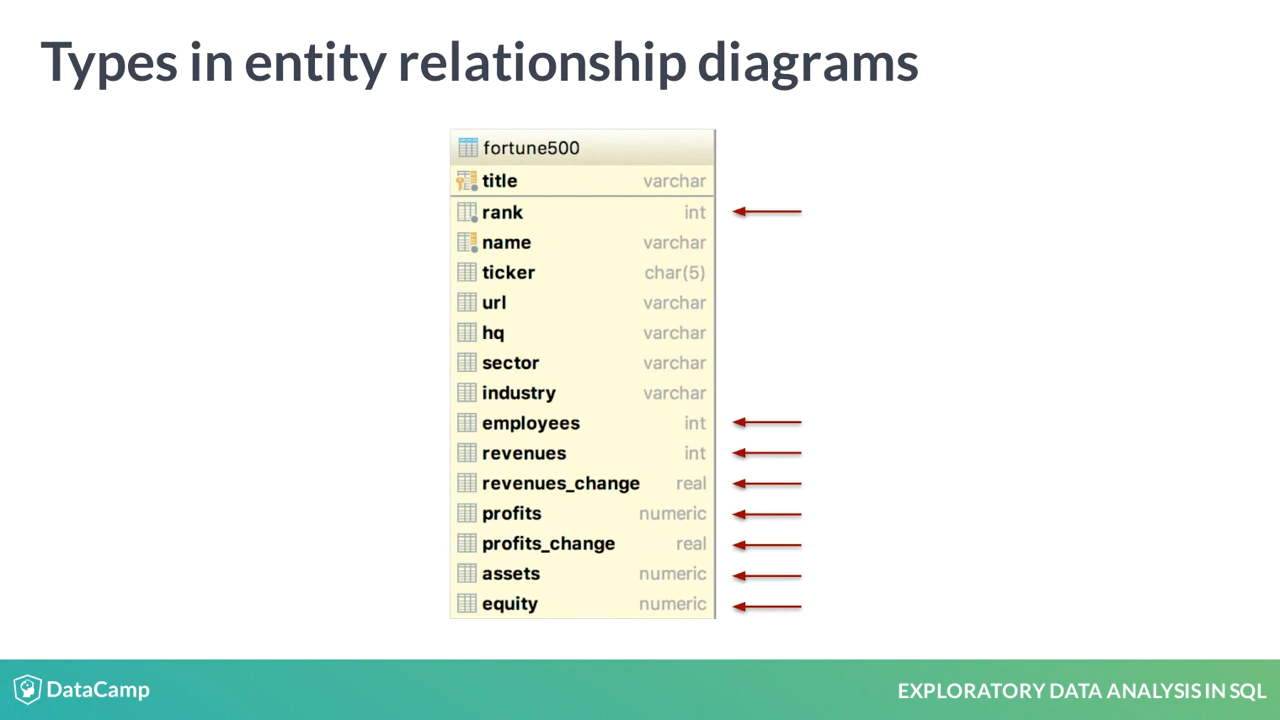 Types in entity relationship diagrams
fortune500
title varchar
rank int
name varchar
ticker char(5)
url varchar
hq varchar
sector varchar
industry varchar
employees int
revenues int
revenues_change real
profits numeric
profits_change real
assets numeric
equity numeric
DataCamp
EXPLORATORY DATA ANALYSIS IN SQL